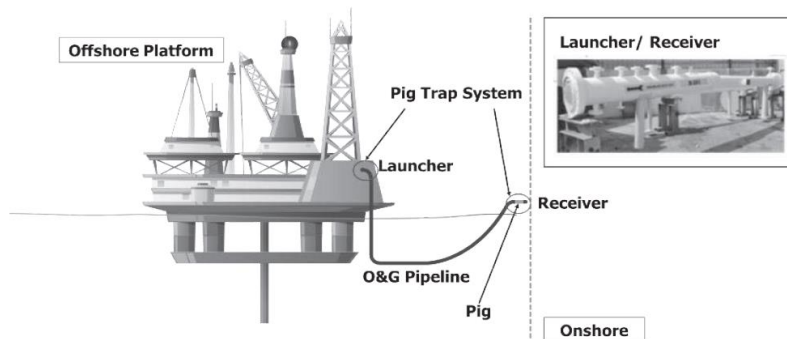 Offshore Platform
Launcher/ Receiver
Pig Trap System
Launcher
Receiver
O&G Pipeline
Pig
Onshore